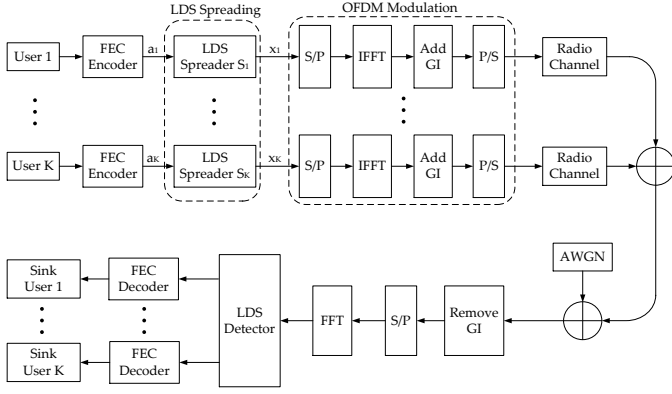 LDS Spreading
OFDM Modulation
User 1
FEC
Encoder
a1
LDS
Spreader S1
x1
S/P
IFFT
Add
GI
P/S
Radio
Channel
User K
FEC
Encoder
aK
LDS
Spreader SK
xK
S/P
IFFT
Add
GI
P/S
Radio
Channel
AWGN
Sink
User 1
FEC
Decoder
LDS
Detector
FFT
S/P
Remove
GI
Sink
User K
FEC
Decoder